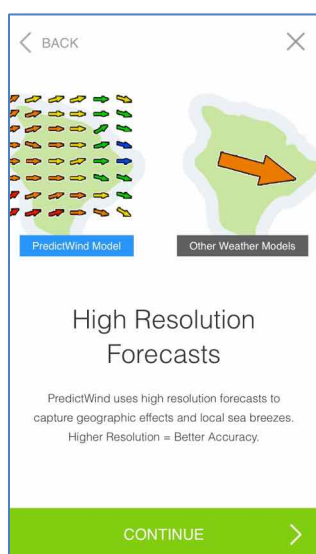 BACK
PredictWind Model
Other Weather Models
High Resolution
Forecasts
PredictWind uses high resolution forecasts to
capture geographic effects and local sea breezes.
Higher Resolution = Better Accuracy.
CONTINUE